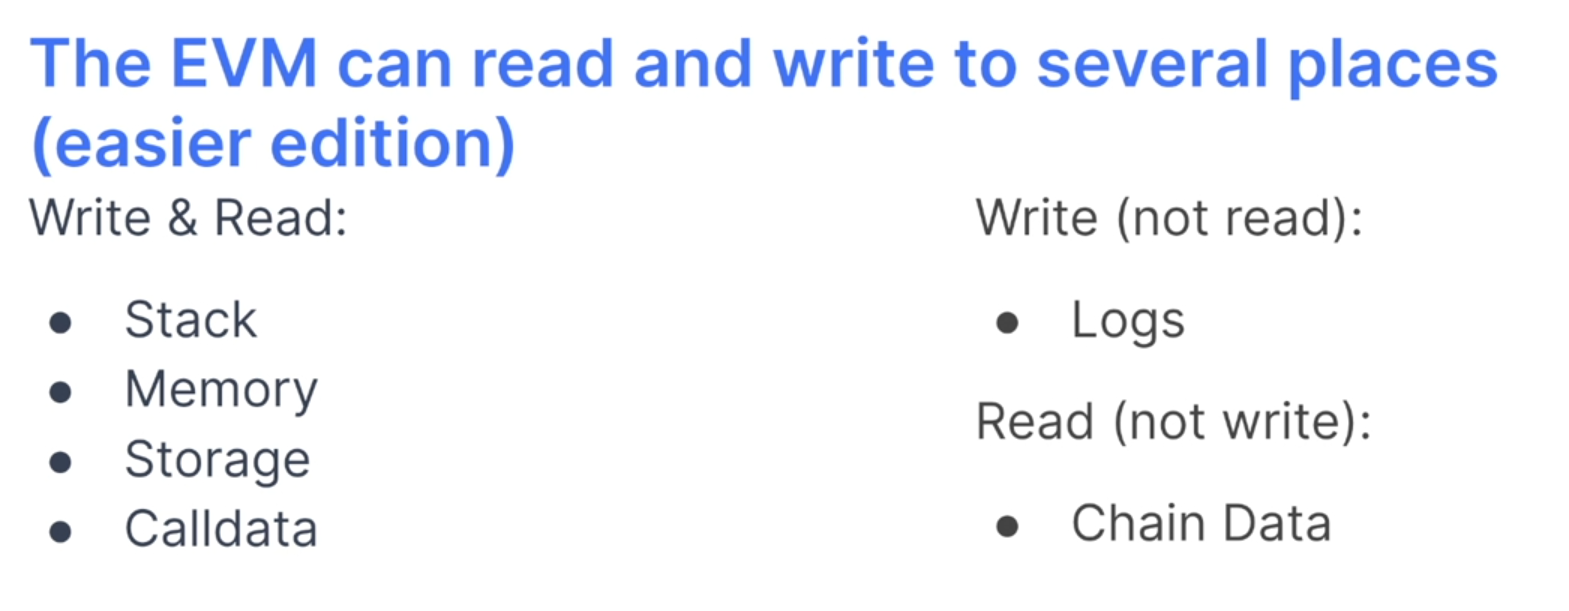 The EVM can read and write to several places
(easier edition)
Write & Read:
● Stack
● Memory
● Storage
● Calldata
Write (not read):
● Logs
Read (not write):
● Chain Data